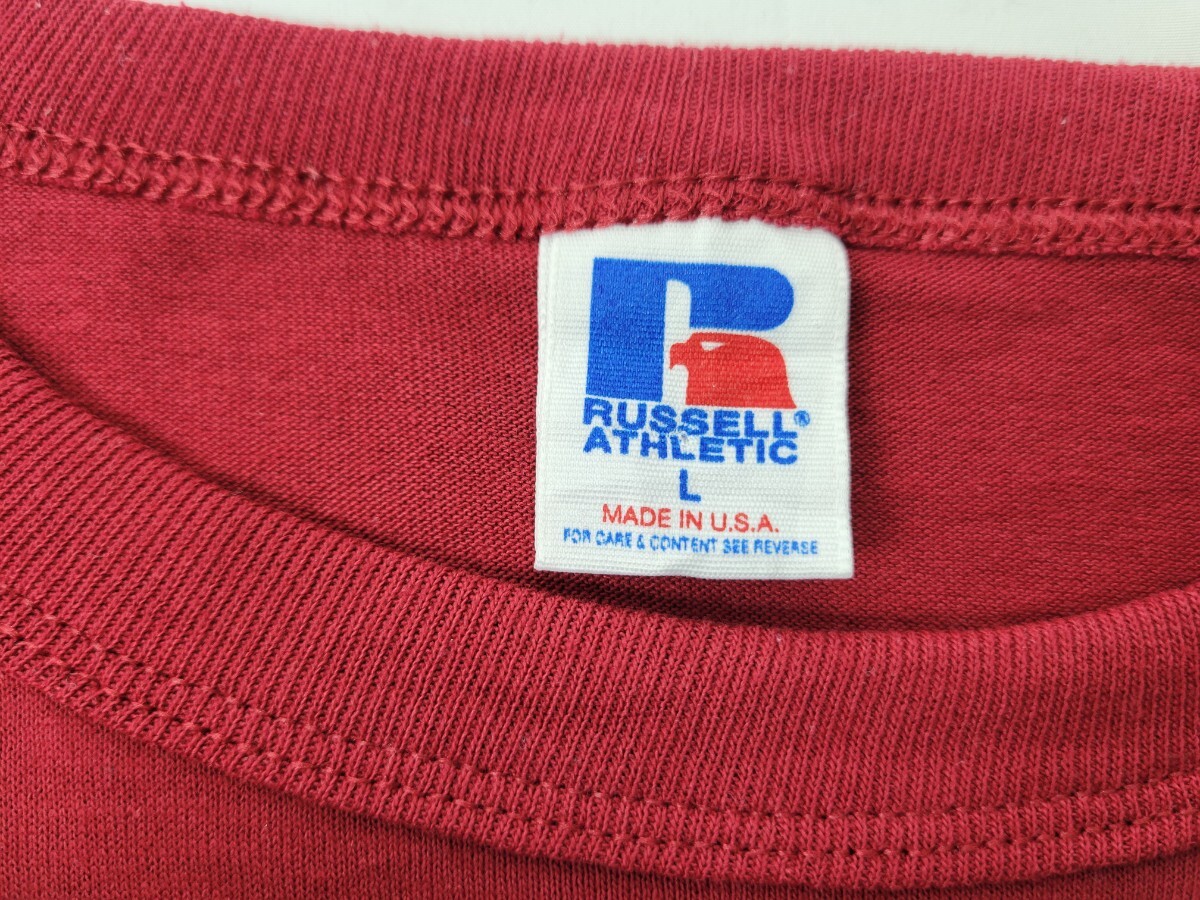 R
RUSSELL®
ATHLETIC
L
MADE IN U.S.A.
FOR CARE & CONTENT SEE REVERSE